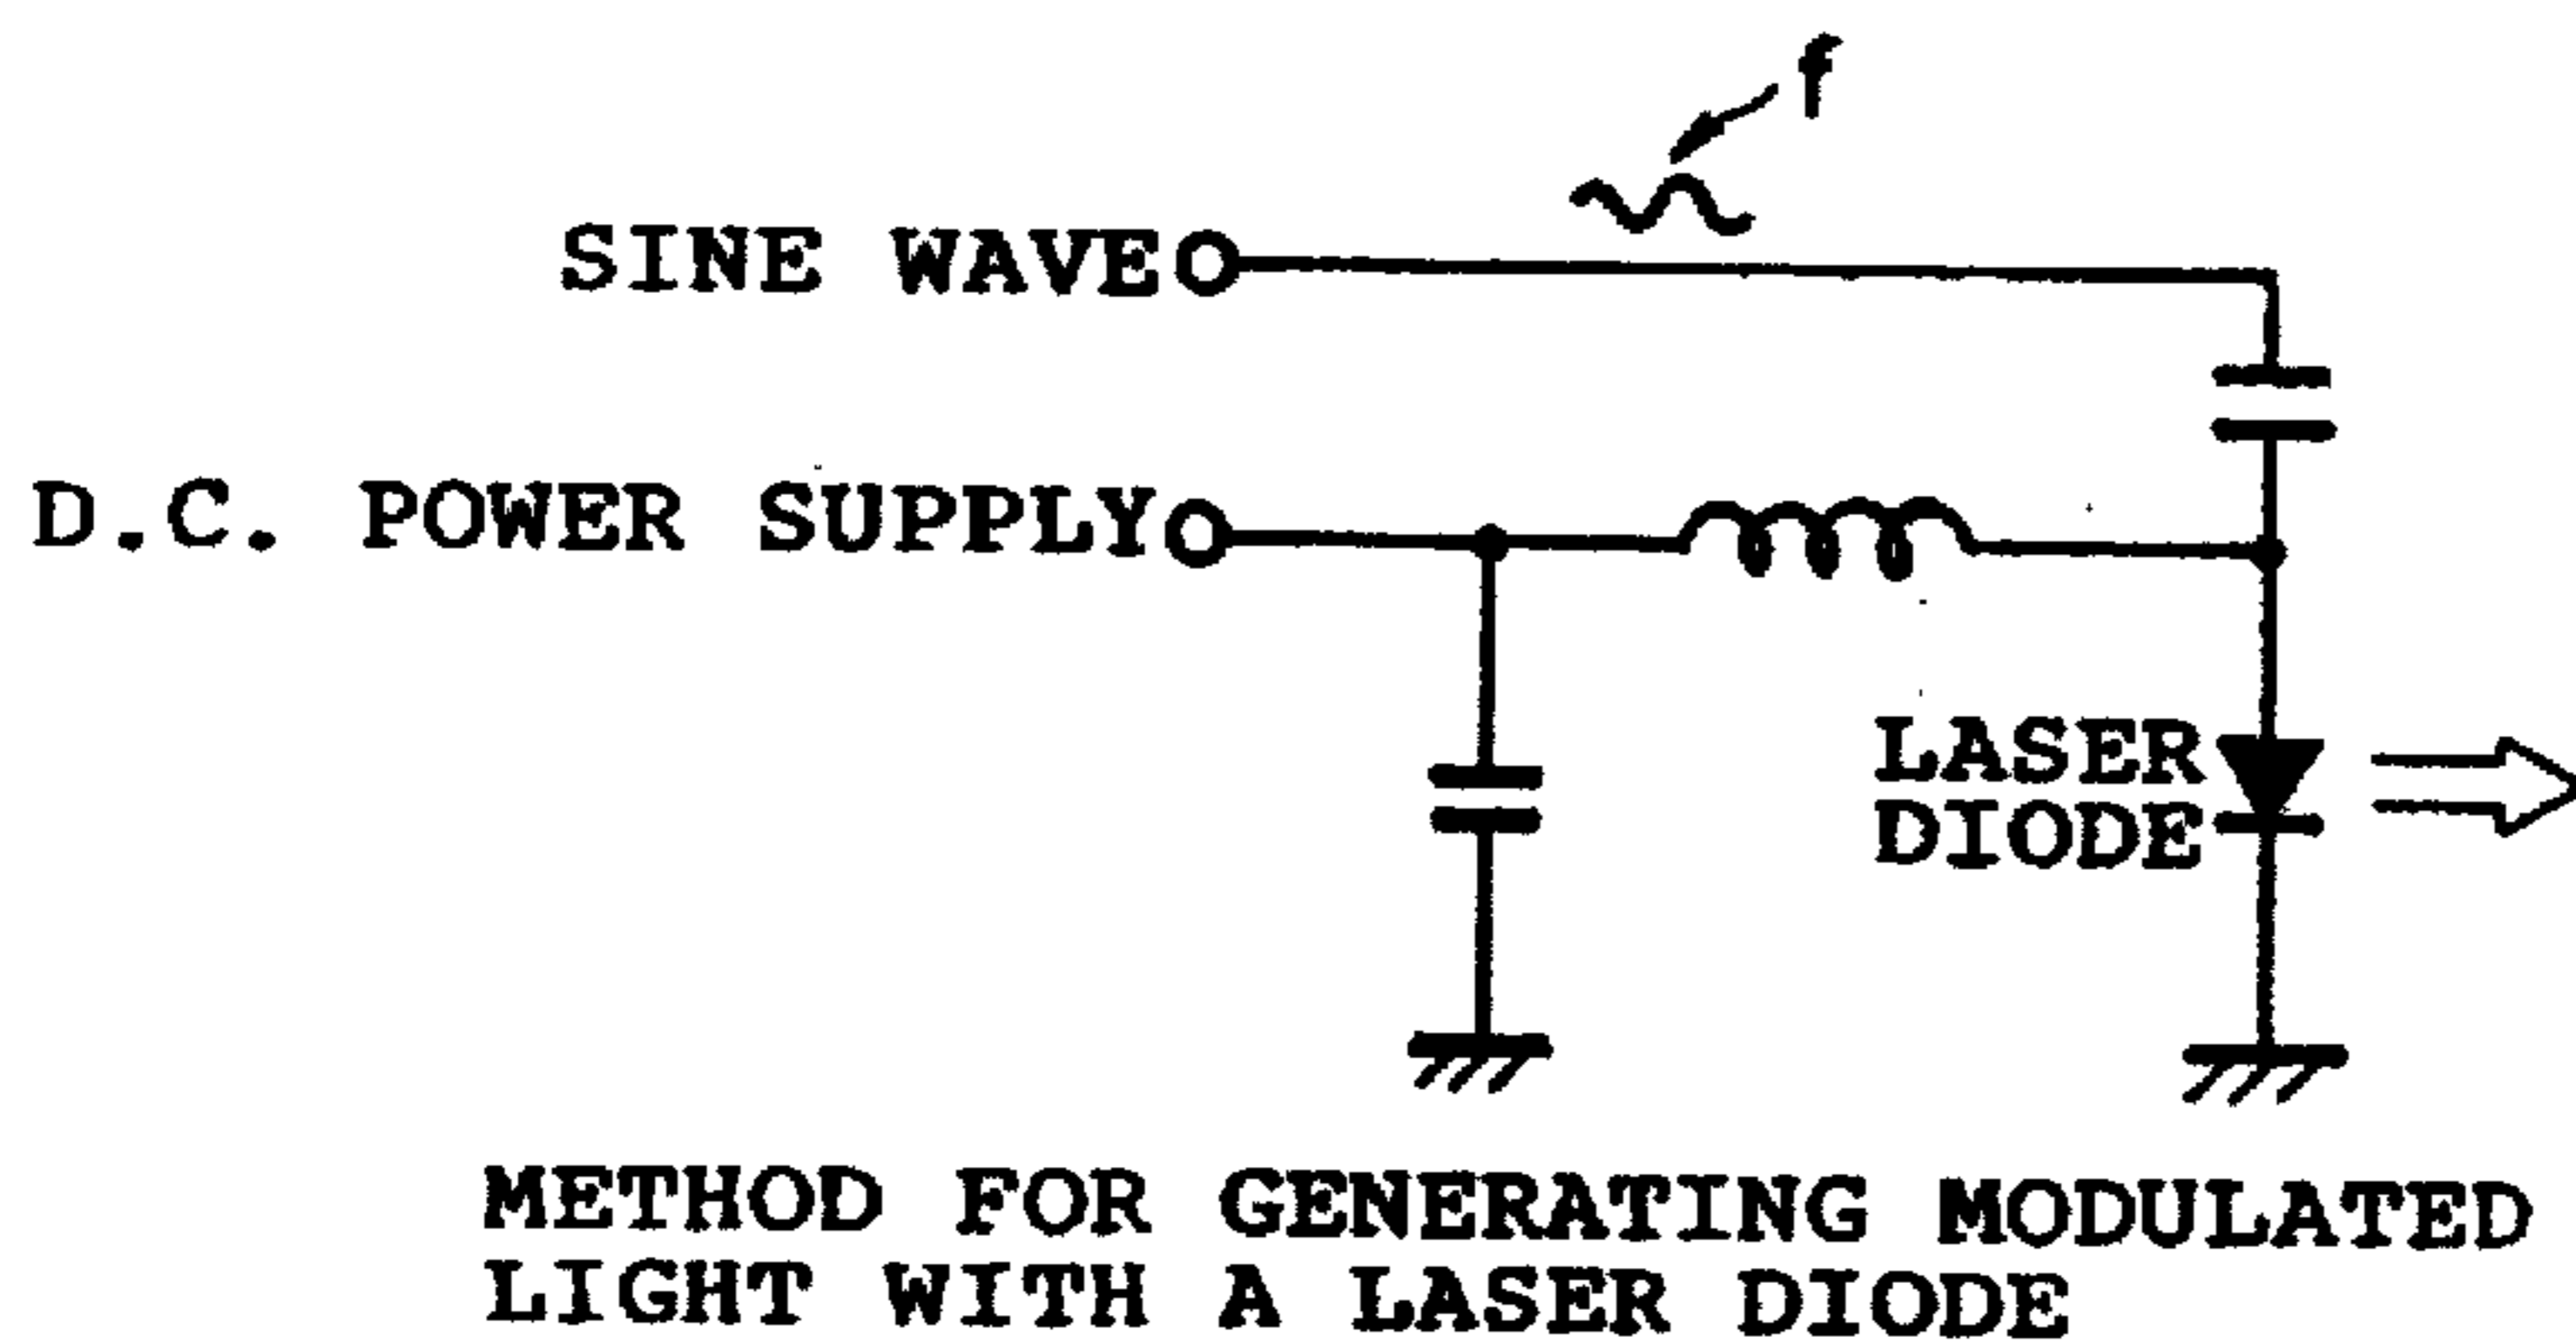 f
SINE WAVE
D.C. POWER SUPPLY
LASER
DIODE
METHOD FOR GENERATING MODULATED
LIGHT WITH A LASER DIODE